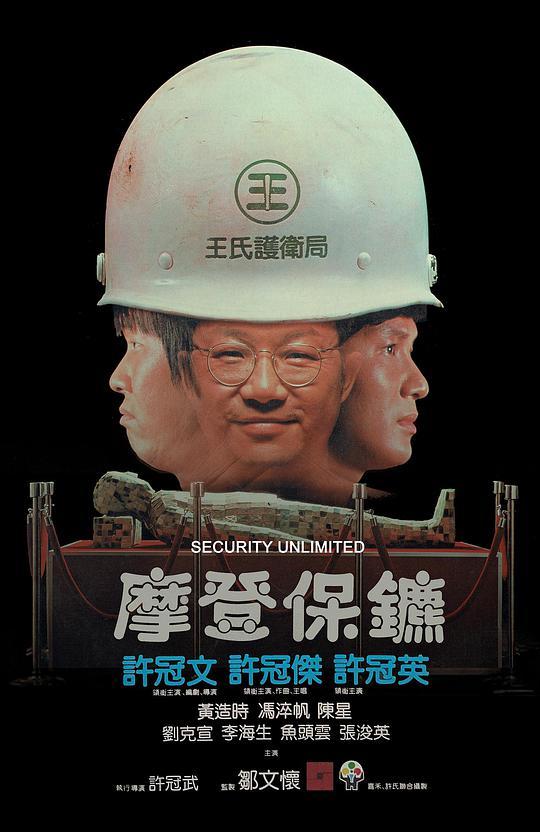 王
王氏護衛局
SECURITY UNLIMITED
摩登保鑣
許冠文 許冠傑 許冠英
領銜主演、編劇、導演 領銜主演、作曲、主唱 領銜主演
黃造時 馮淬帆 陳星
劉克宣 李海生 魚頭雲 張浚英
主演
執行導演 許冠武 監製 鄒文懷 嘉禾、許氏聯合攝製